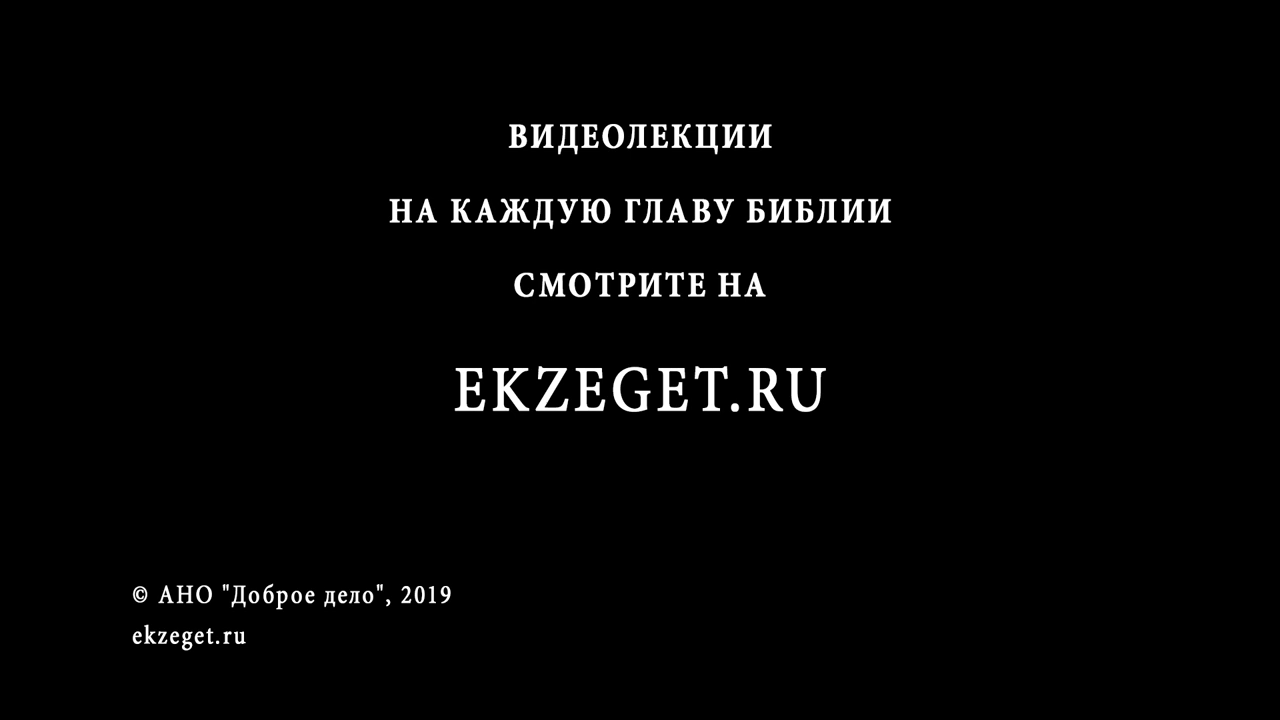 ВИДЕОЛЕКЦИИ
НА КАЖДУЮ ГЛАВУ БИБЛИИ
СМОТРИТЕ НА
EKZEGET.RU
© АНО "Доброе дело", 2019
ekzeget.ru